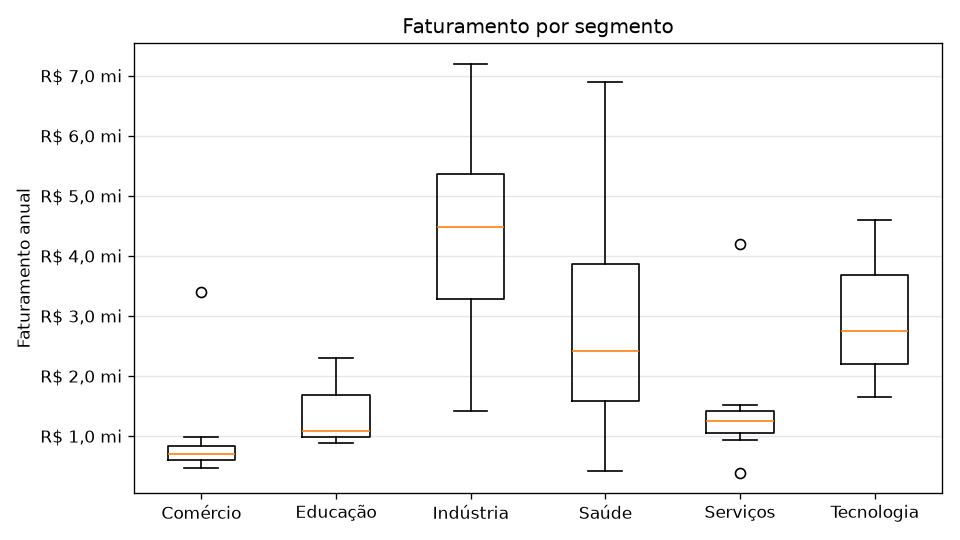 Faturamento por segmento
Faturamento anual
R$ 7,0 mi
R$ 6,0 mi
R$ 5,0 mi
R$ 4,0 mi
R$ 3,0 mi
R$ 2,0 mi
R$ 1,0 mi
Comércio Educação Indústria Saúde Serviços Tecnologia